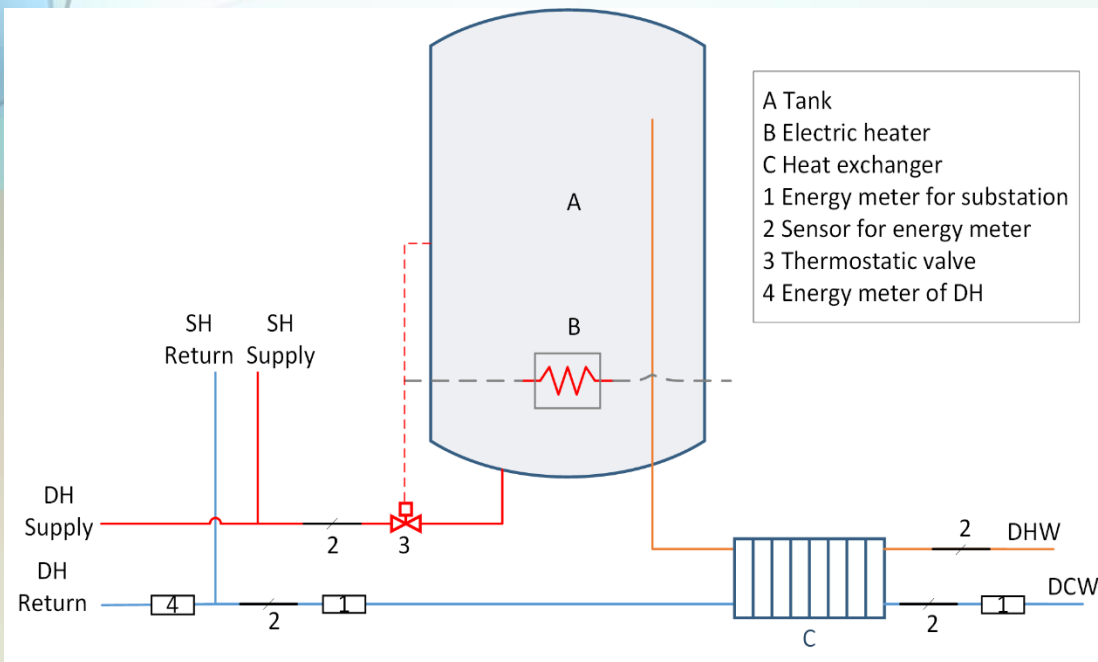 A Tank
B Electric heater
C Heat exchanger
1 Energy meter for substation
2 Sensor for energy meter
3 Thermostatic valve
4 Energy meter of DH
A
B
SH
Return
SH
Supply
DH
Supply
2
3
DH
Return
4
2
1
2
DHW
DCW
2
1
C